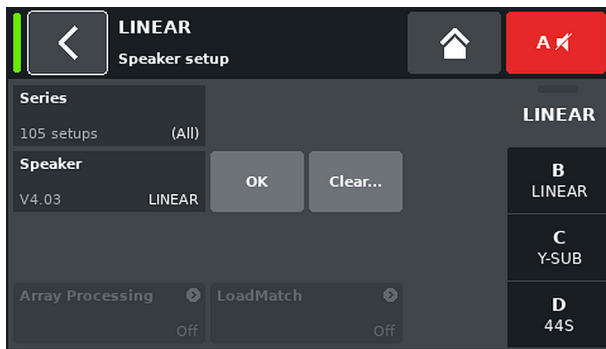 LINEAR
Speaker setup
A
Series
105 setups (All)
LINEAR
Speaker
V4.03 LINEAR
OK
Clear...
B
LINEAR
C
Y-SUB
Array Processing
Off
LoadMatch
Off
D
44S